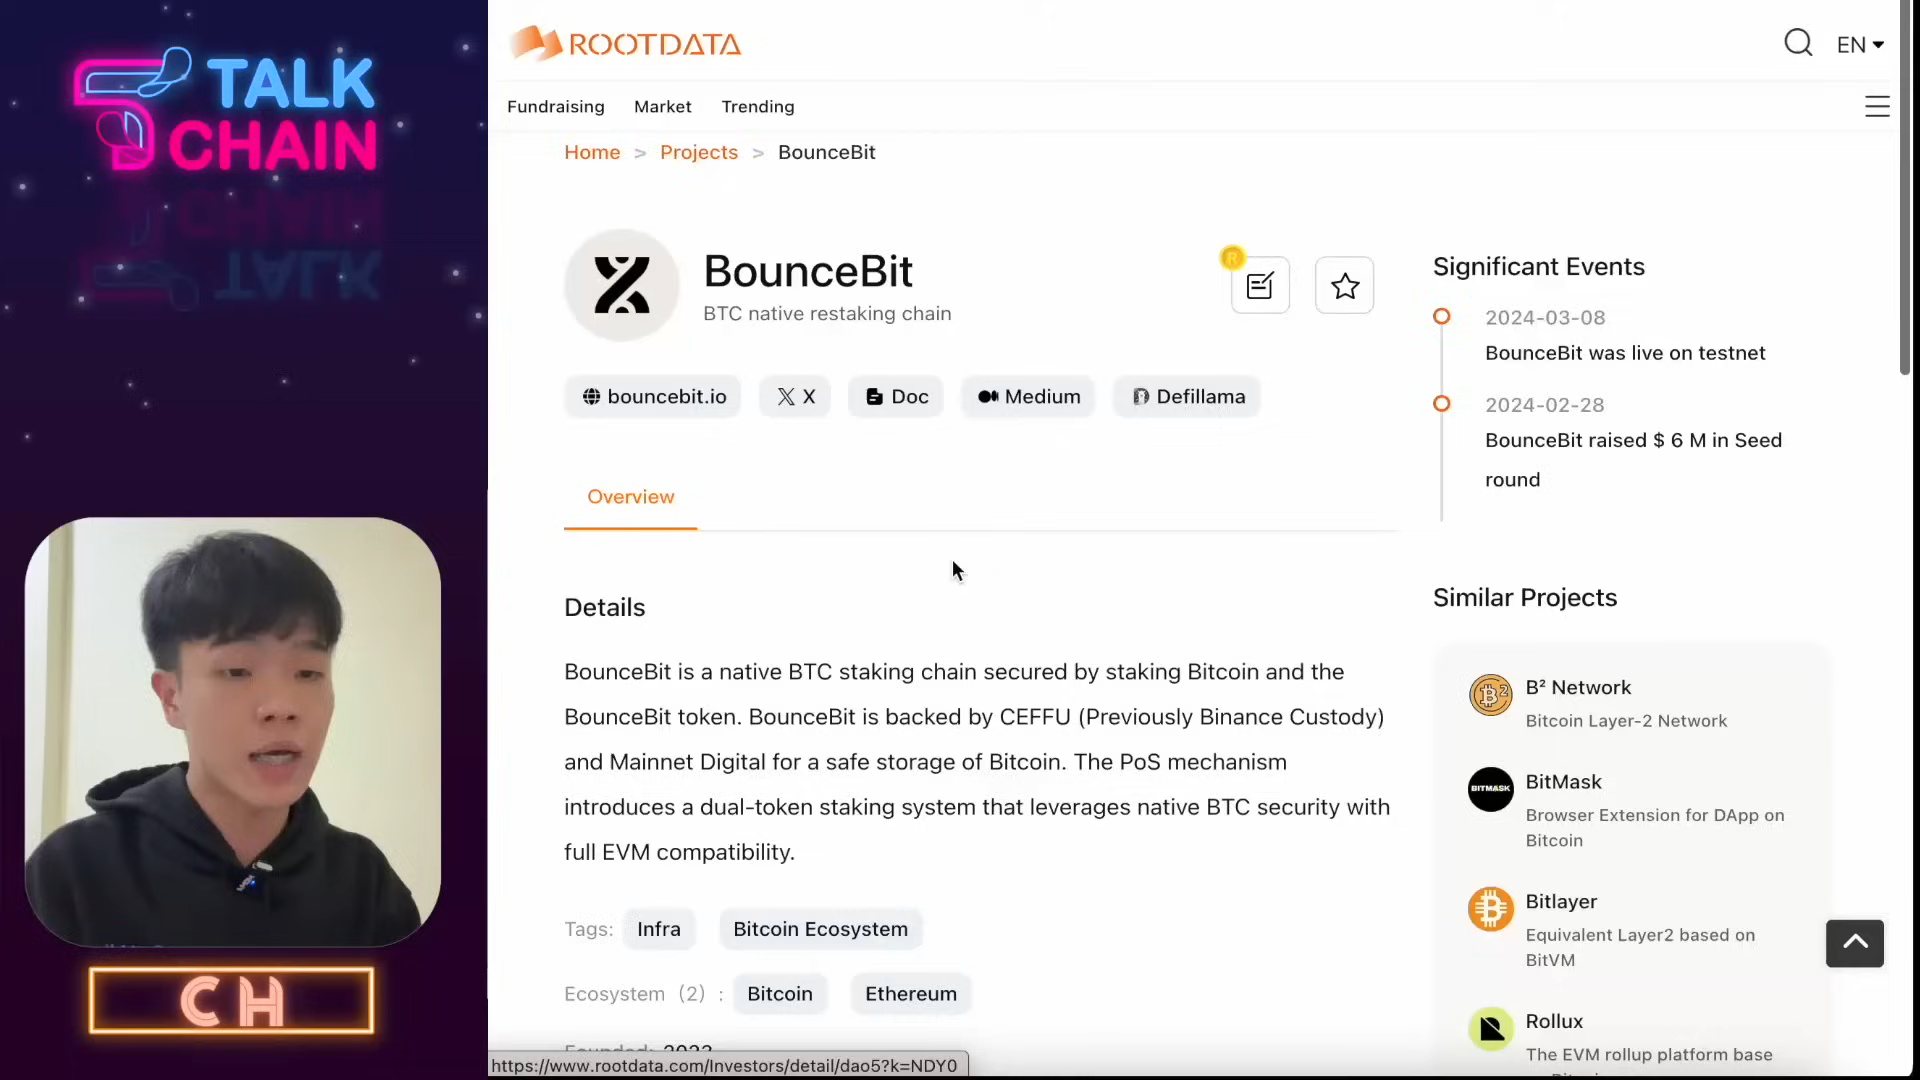 TALK
CHAIN
CH
ROOTDATA
EN
Fundraising Market Trending
Home > Projects > BounceBit
BounceBit
BTC native restaking chain
R
bouncebit.io X Doc Medium Defillama
Overview
Details
BounceBit is a native BTC staking chain secured by staking Bitcoin and the
BounceBit token. BounceBit is backed by CEFFU (Previously Binance Custody)
and Mainnet Digital for a safe storage of Bitcoin. The PoS mechanism
introduces a dual-token staking system that leverages native BTC security with
full EVM compatibility.
Tags: Infra Bitcoin Ecosystem
Ecosystem (2) : Bitcoin Ethereum
Founded: 2023
https://www.rootdata.com/Investors/detail/dao5?k=NDY0
Significant Events
2024-03-08
BounceBit was live on testnet
2024-02-28
BounceBit raised $ 6 M in Seed
round
Similar Projects
B² Network
Bitcoin Layer-2 Network
BITMASK
BitMask
Browser Extension for DApp on
Bitcoin
Bitlayer
Equivalent Layer2 based on
BitVM
Rollux
The EVM rollup platform base